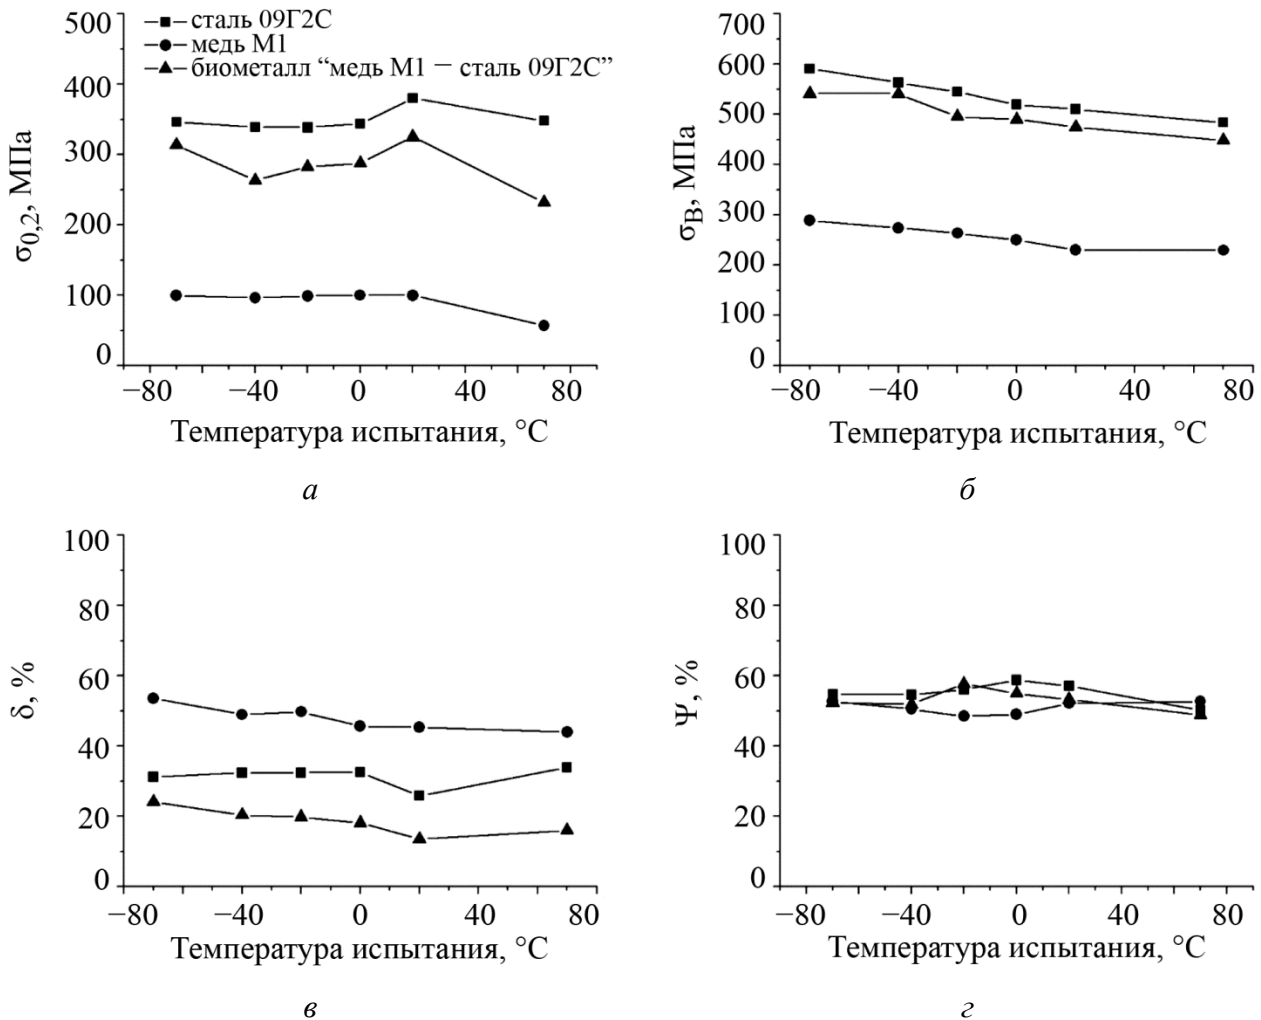 500
400
300
200
100
0
σ0,2, МПа
сталь 09Г2С
медь М1
биометалл “медь М1 − сталь 09Г2С”
−80 −40 0 40 80
Температура испытания, °С
а
700
600
500
400
300
200
100
0
σВ, МПа
−80 −40 0 40 80
Температура испытания, °С
б
100
80
60
40
20
0
δ, %
−80 −40 0 40 80
Температура испытания, °С
в
100
80
60
40
20
0
Ψ, %
−80 −40 0 40 80
Температура испытания, °С
г